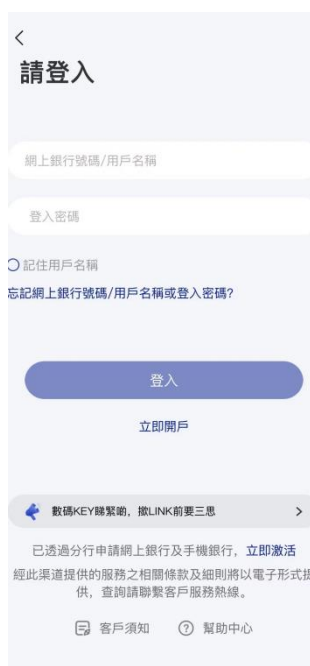 請登入
網上銀行號碼/用戶名稱
登入密碼
記住用戶名稱
忘記網上銀行號碼/用戶名稱或登入密碼?
登入
立即開戶
數碼KEY睇緊啲，撳LINK前要三思
已透過分行申請網上銀行及手機銀行，立即激活
經此渠道提供的服務之相關條款及細則將以電子形式提
供，查詢請聯繫客戶服務熱線。
客戶須知 幫助中心